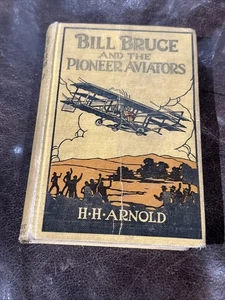 BILL BRUCE
AND THE
PIONEER AVIATORS
H·H·ARNOLD